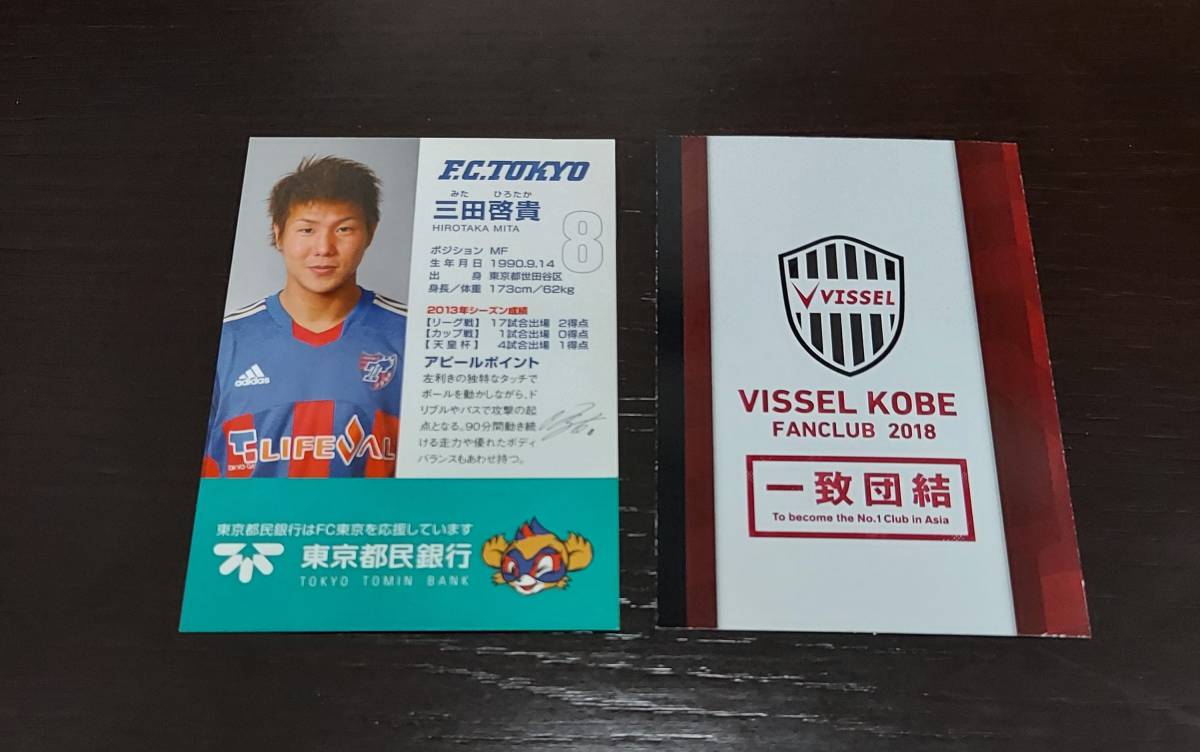 F.C.TOKYO
みた ひろたか
三田啓貴
HIROTAKA MITA
8
ポジション MF
生年月日 1990.9.14
出身 東京都世田谷区
身長／体重 173cm／62kg
2013年シーズン成績
【リーグ戦】 17試合出場 2得点
【カップ戦】 1試合出場 0得点
【天皇杯】 4試合出場 1得点
アピールポイント
左利きの独特なタッチで
ボールを動かしながら、ド
リブルやパスで攻撃の起
点となる。90分間動き続
ける走力や優れたボディ
バランスもあわせ持つ。
adidas
LIFEVAL
東京都民銀行はFC東京を応援しています
東京都民銀行
TOKYO TOMIN BANK
VISSEL
VISSEL KOBE
FANCLUB 2018
一致団結
To become the No.1 Club in Asia